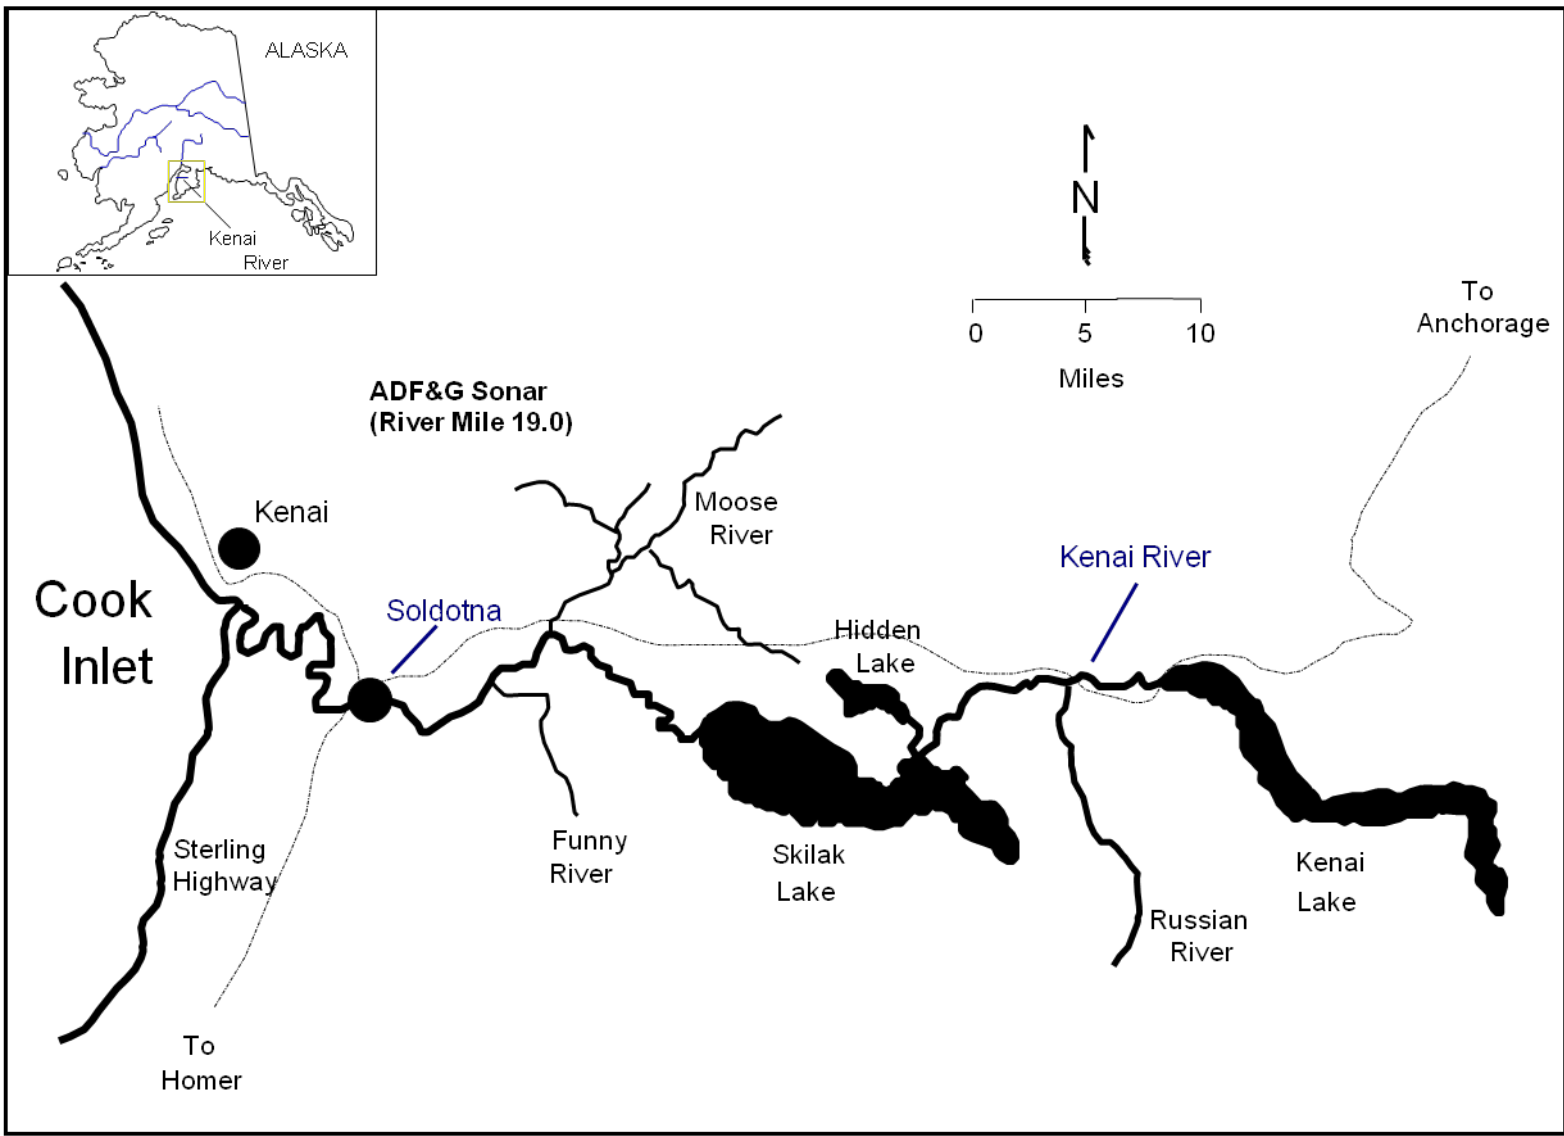 ALASKA
Kenai
River
N
0 5 10
Miles
To
Anchorage
ADF&G Sonar
(River Mile 19.0)
Kenai
Moose
River
Kenai River
Cook
Inlet
Soldotna
Hidden
Lake
Sterling
Highway
Funny
River
Skilak
Lake
Kenai
Lake
Russian
River
To
Homer